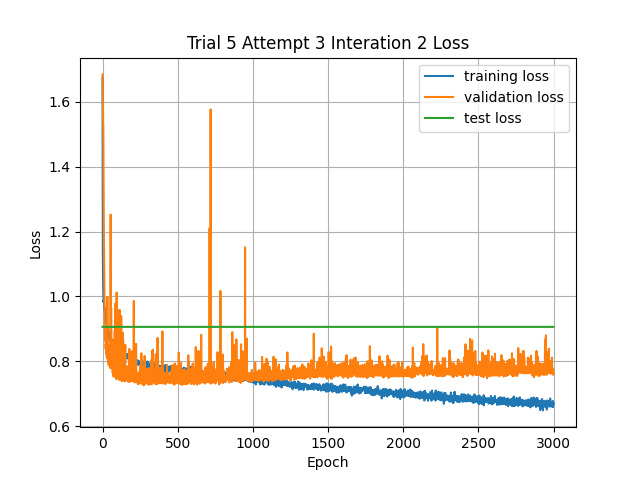 Trial 5 Attempt 3 Interation 2 Loss
training loss
validation loss
test loss
Loss
1.6
1.4
1.2
1.0
0.8
0.6
0
500
1000
1500
2000
2500
3000
Epoch